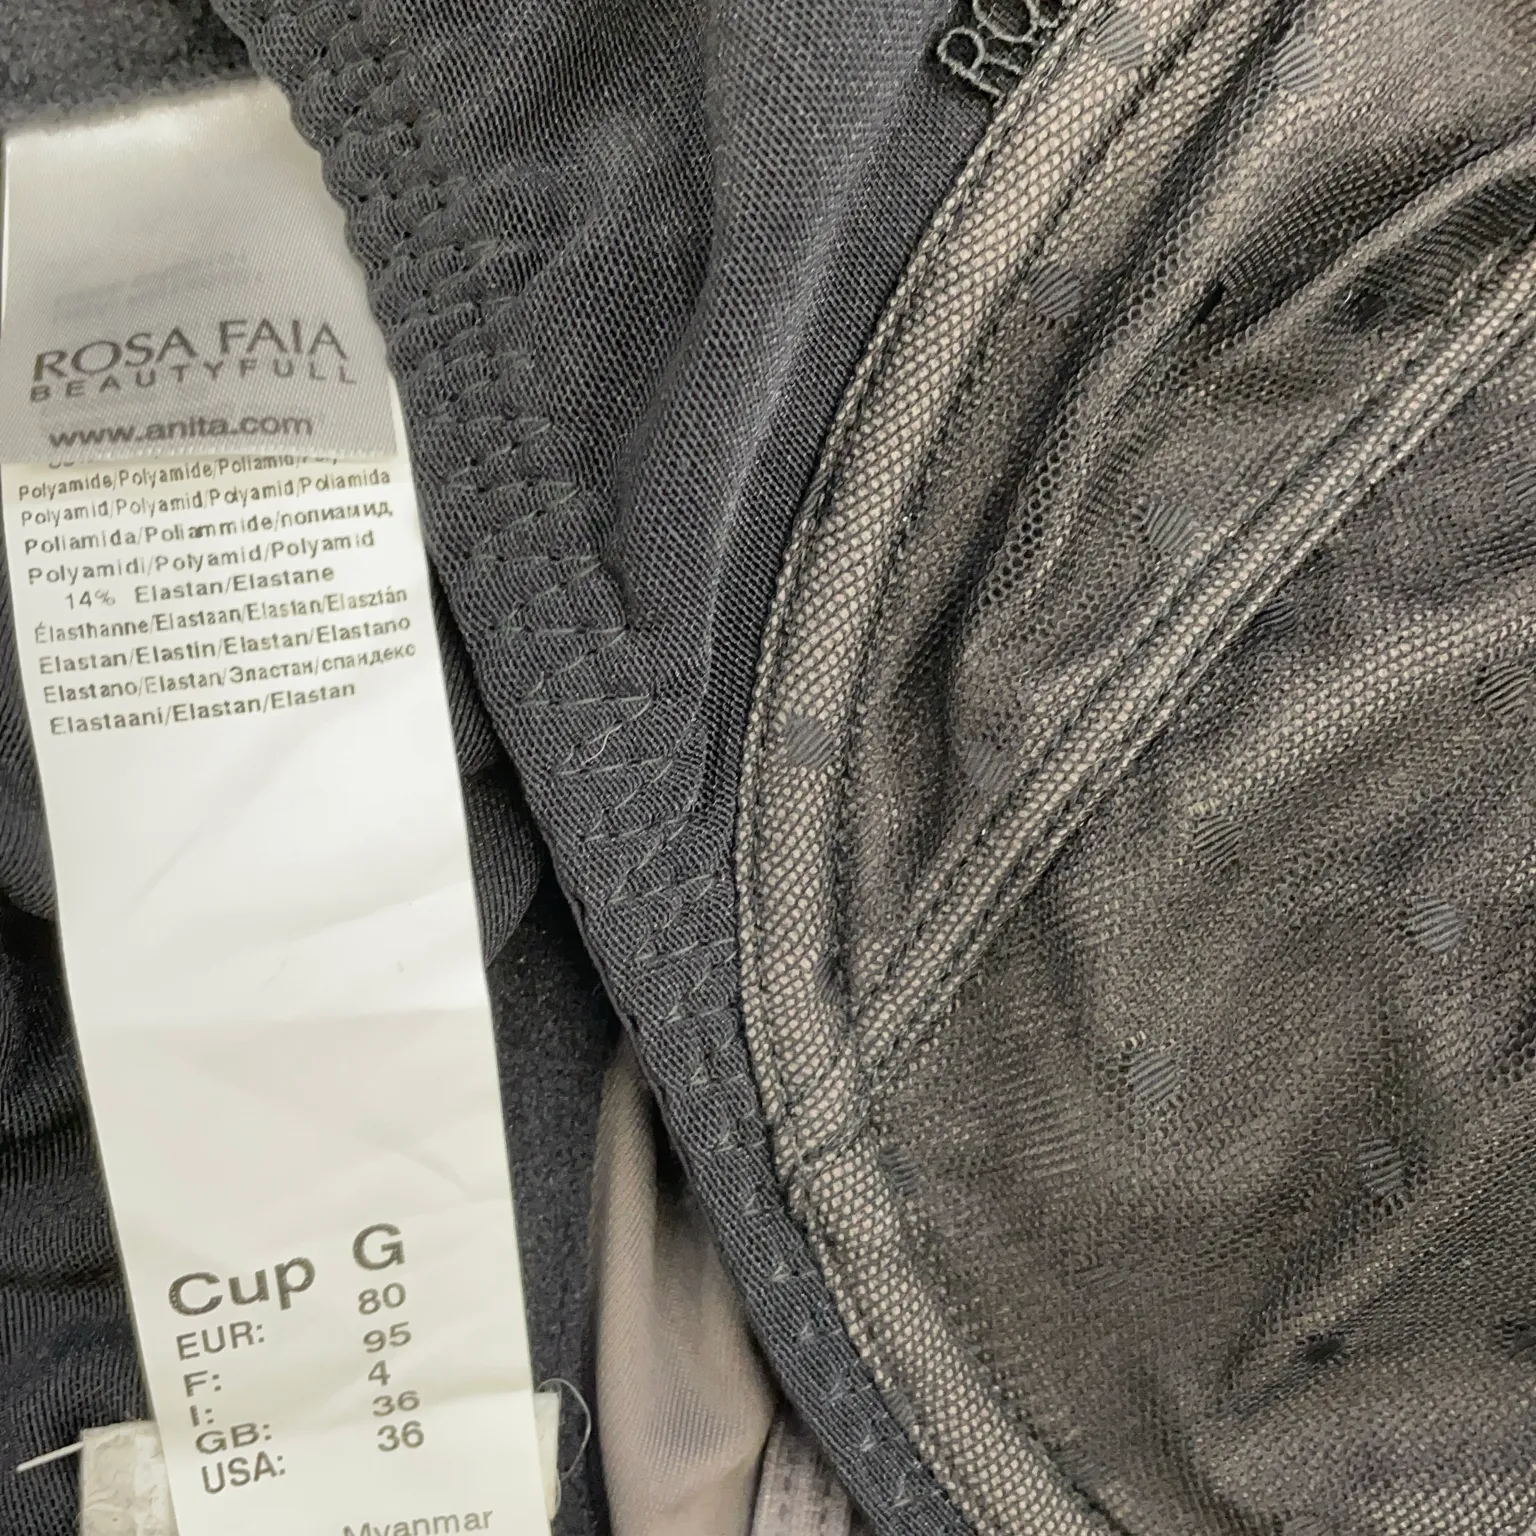 ROSA FAIA
BEAUTYFULL
www.anita.com
Polyamide/Polyamide/Poliamid/
Polyamid/Polyamid/Polyamid/Poliamida
Poliamida/Poliammide/полиамид,
Polyamidi/Polyamid/Polyamid
14% Elastan/Elastane
Élasthanne/Elastaan/Elastan/Elasztán
Elastan/Elastin/Elastan/Elastano
Elastano/Elastan/Эластан/спандекс
Elastaani/Elastan/Elastan
Cup G
EUR: 80
F: 95
I: 4
GB: 36
USA: 36
Myanmar